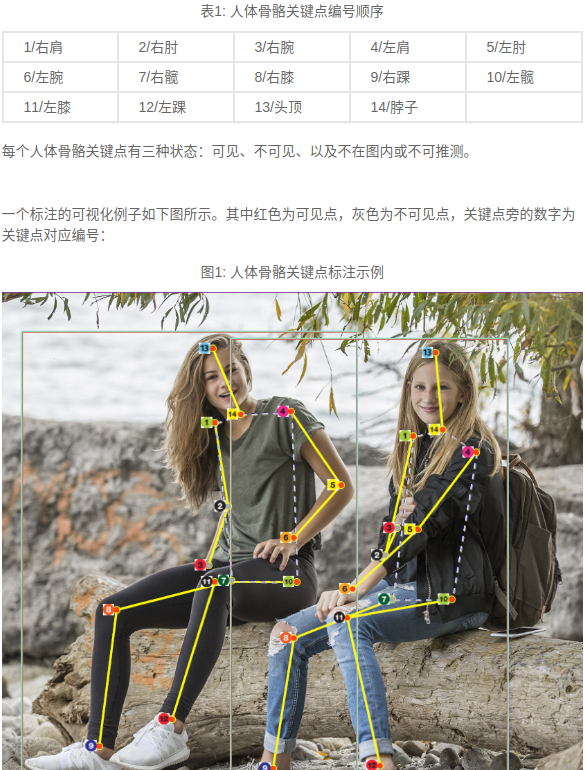 表1: 人体骨骼关键点编号顺序
1/右肩 2/右肘 3/右腕 4/左肩 5/左肘
6/左腕 7/右髋 8/右膝 9/右踝 10/左髋
11/左膝 12/左踝 13/头顶 14/脖子
每个人体骨骼关键点有三种状态：可见、不可见、以及不在图内或不可推测。
一个标注的可视化例子如下图所示。其中红色为可见点，灰色为不可见点，关键点旁的数字为
关键点对应编号：
图1: 人体骨骼关键点标注示例
13 13
14 4
1 14
1 4
5
2
6 3 5
3 2
11 7 10
6 7 10
8 11
8
12
9
9 12